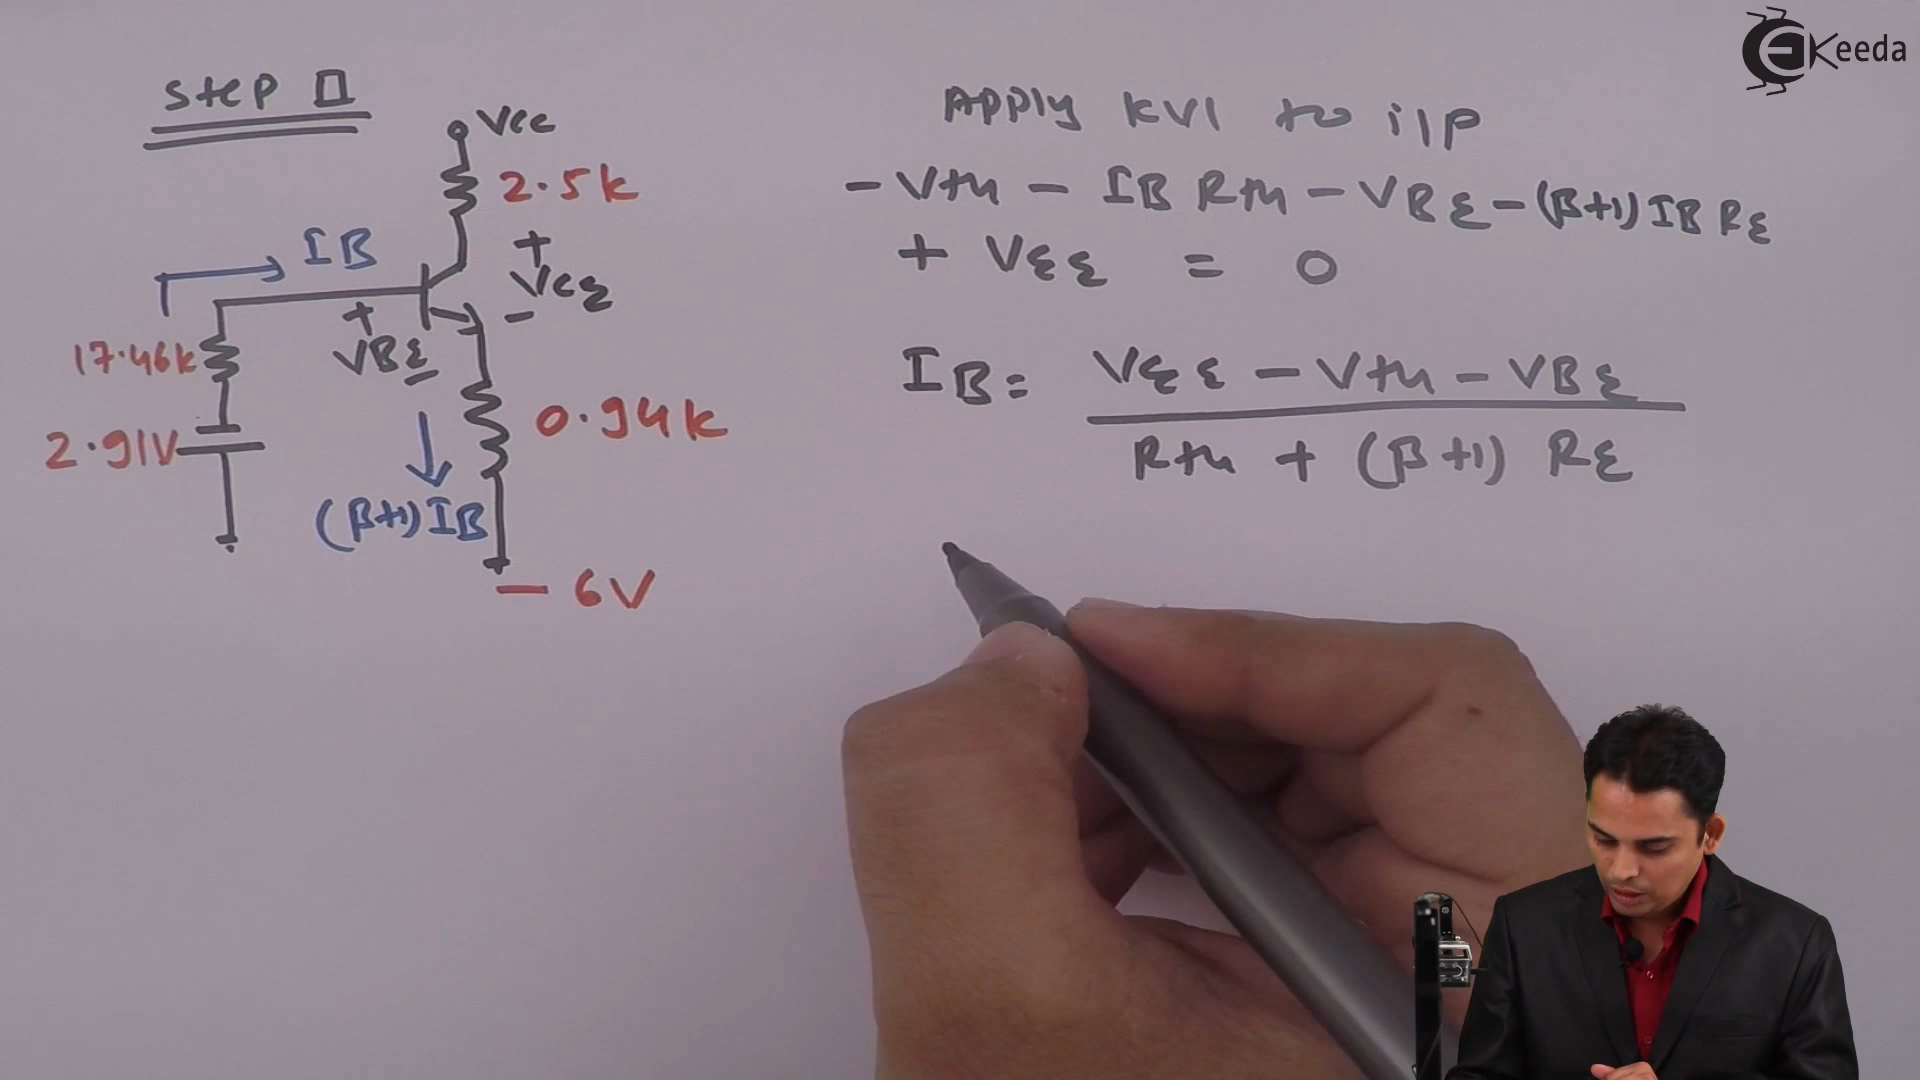 Step II
VCC
2.5k
IB
+
VCE
-
+
VBE
17.46k
2.91V
0.94k
(β+1)IB
- 6V
Apply KVL to i/p
- Vth - IB Rth - VBE - (β+1) IB RE
+ VEE = 0
IB = VEE - Vth - VBE
Rth + (β+1) RE
EKeeda